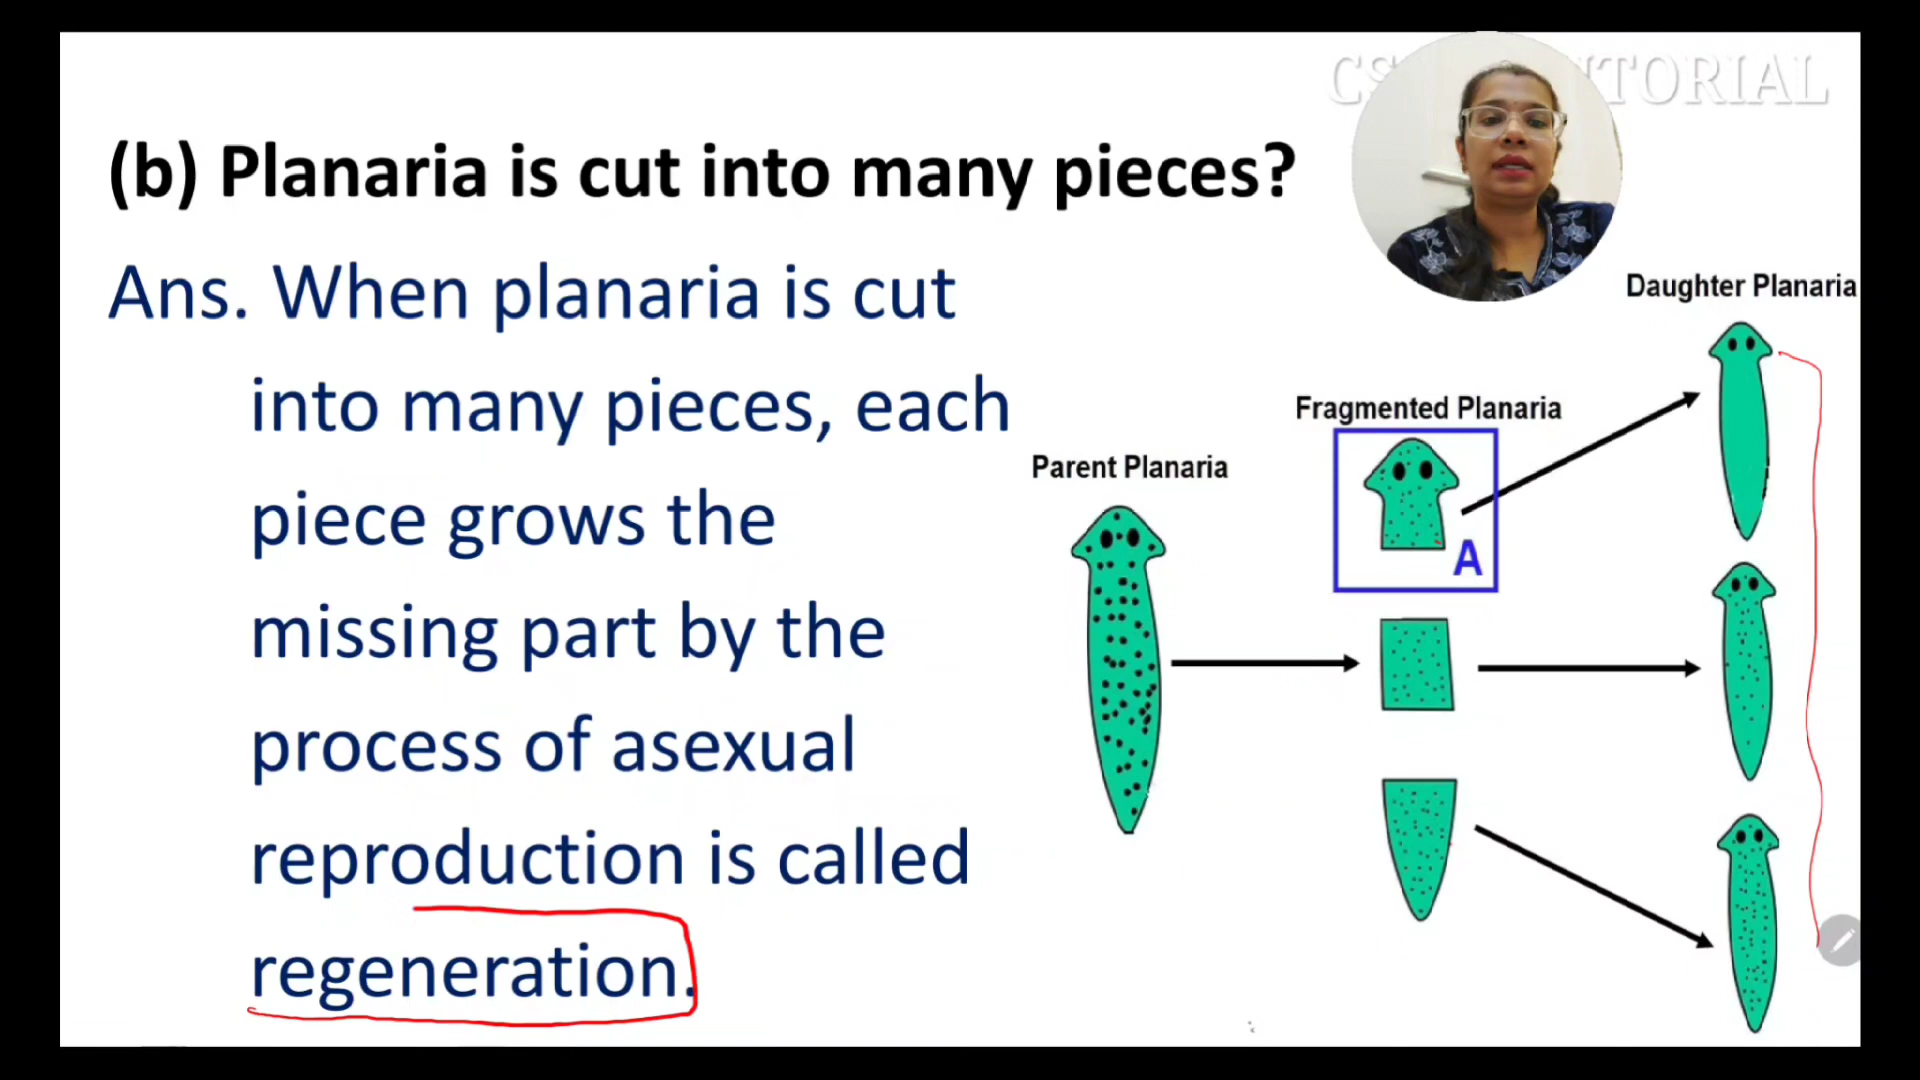 (b) Planaria is cut into many pieces?
Ans. When planaria is cut
into many pieces, each
piece grows the
missing part by the
process of asexual
reproduction is called
regeneration.
Daughter Planaria
Fragmented Planaria
A
Parent Planaria